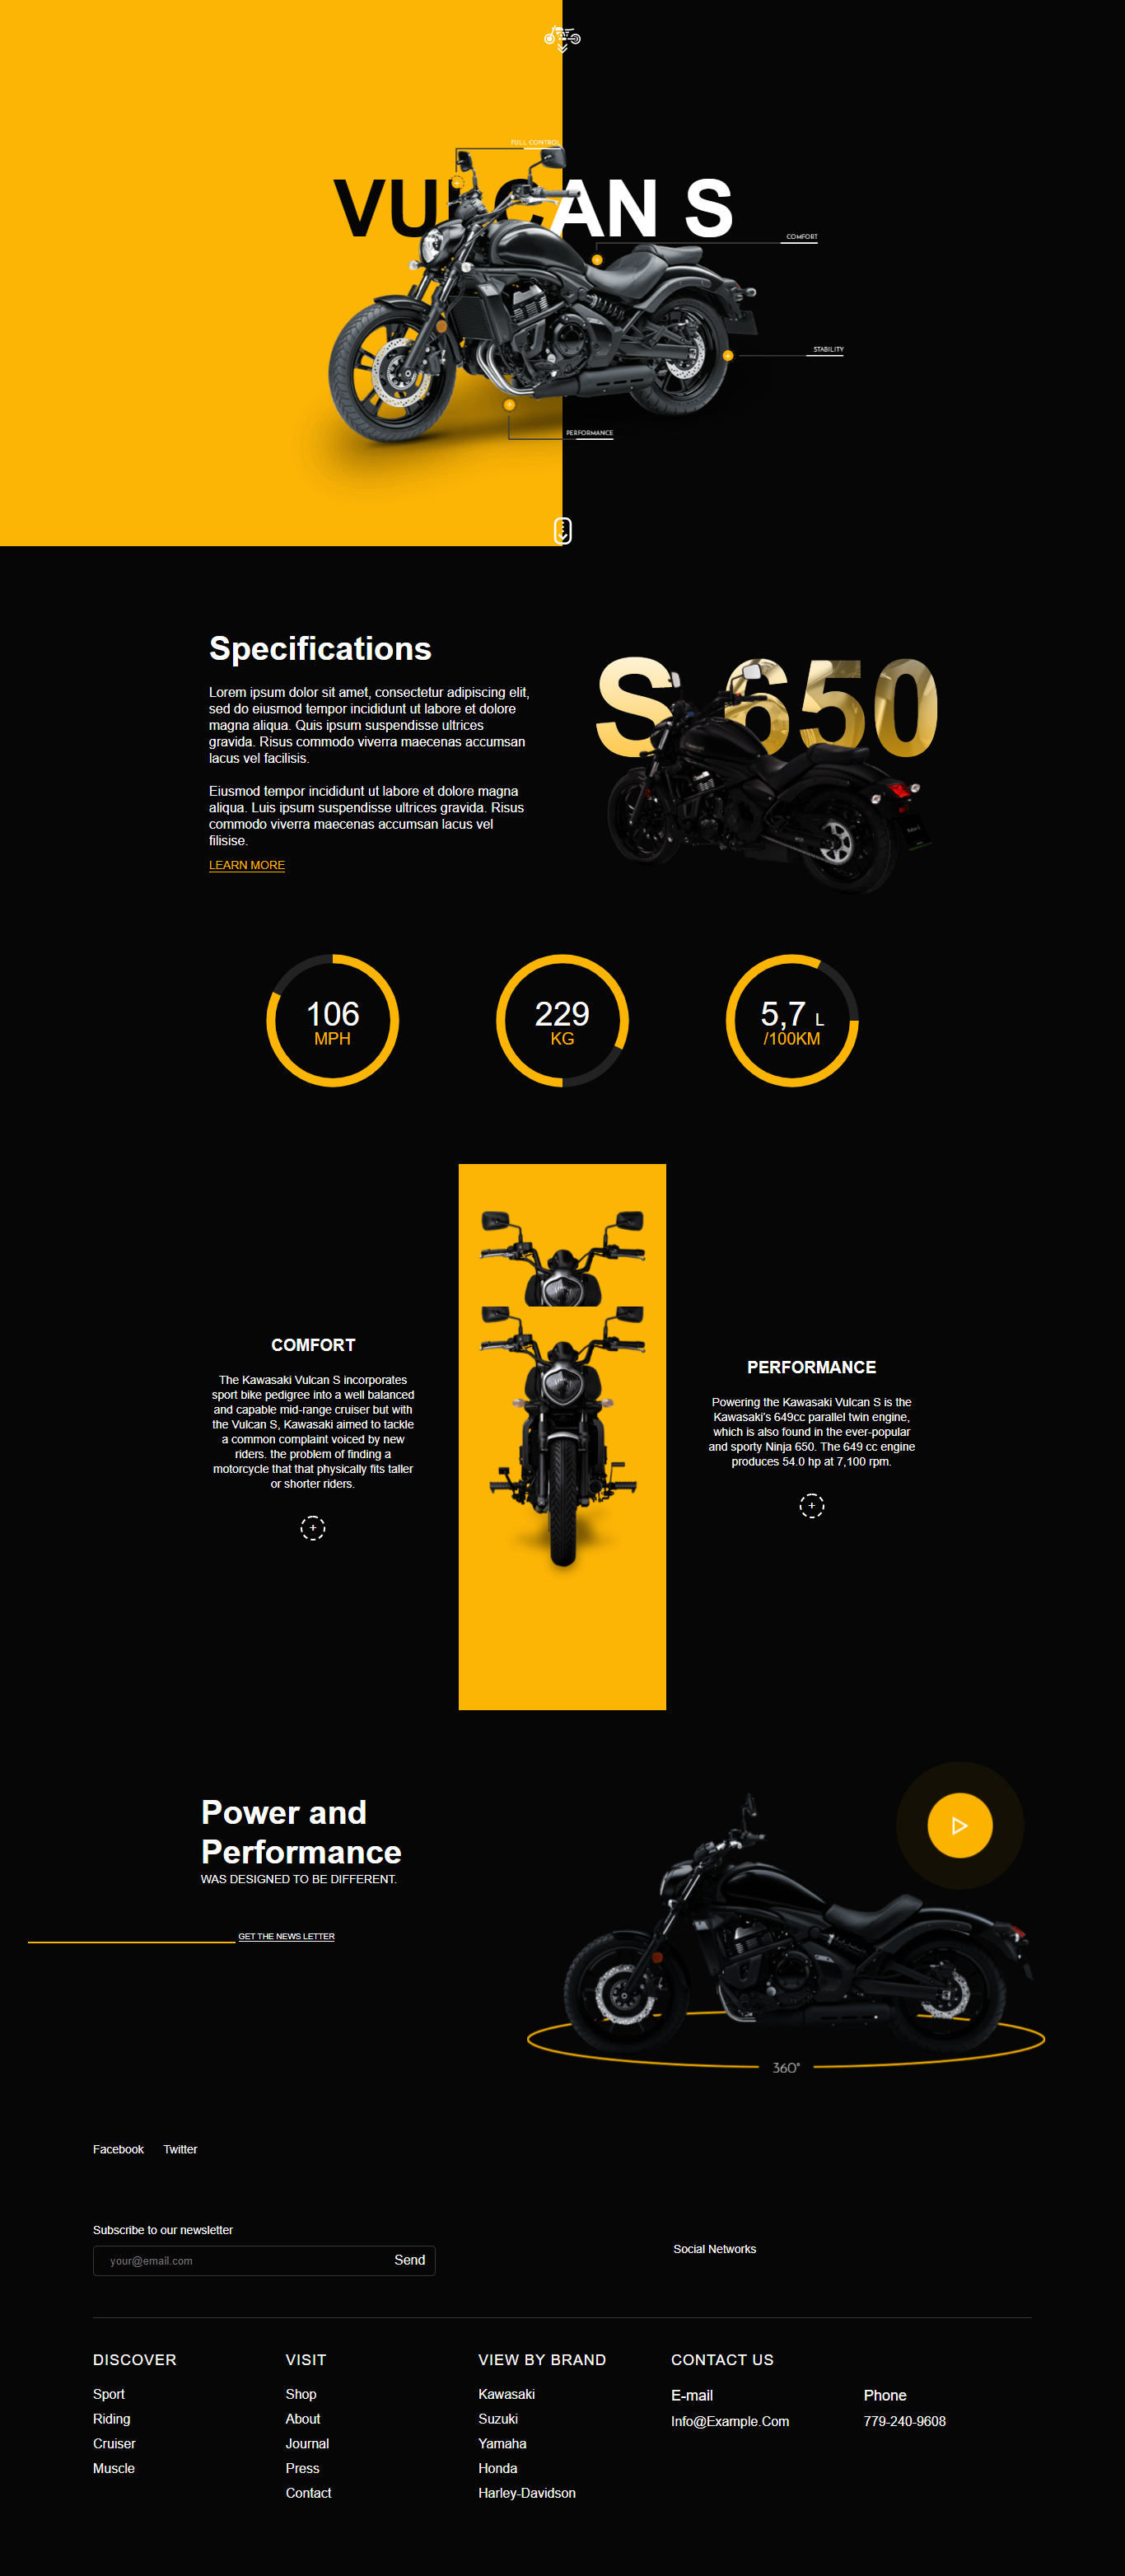 FULL CONTROL
VULCAN S
COMFORT
STABILITY
PERFORMANCE
Specifications
Lorem ipsum dolor sit amet, consectetur adipiscing elit,
sed do eiusmod tempor incididunt ut labore et dolore
magna aliqua. Quis ipsum suspendisse ultrices
gravida. Risus commodo viverra maecenas accumsan
lacus vel facilisis.
Eiusmod tempor incididunt ut labore et dolore magna
aliqua. Luis ipsum suspendisse ultrices gravida. Risus
commodo viverra maecenas accumsan lacus vel
filisise.
LEARN MORE
S 650
106
MPH
229
KG
5,7 L
/100KM
COMFORT
The Kawasaki Vulcan S incorporates
sport bike pedigree into a well balanced
and capable mid-range cruiser but with
the Vulcan S, Kawasaki aimed to tackle
a common complaint voiced by new
riders. the problem of finding a
motorcycle that that physically fits taller
or shorter riders.
+
PERFORMANCE
Powering the Kawasaki Vulcan S is the
Kawasaki's 649cc parallel twin engine,
which is also found in the ever-popular
and sporty Ninja 650. The 649 cc engine
produces 54.0 hp at 7,100 rpm.
+
Power and
Performance
WAS DESIGNED TO BE DIFFERENT.
GET THE NEWS LETTER
360°
Facebook Twitter
Subscribe to our newsletter
your@email.com Send
Social Networks
DISCOVER
Sport
Riding
Cruiser
Muscle
VISIT
Shop
About
Journal
Press
Contact
VIEW BY BRAND
Kawasaki
Suzuki
Yamaha
Honda
Harley-Davidson
CONTACT US
E-mail
Info@Example.Com
Phone
779-240-9608